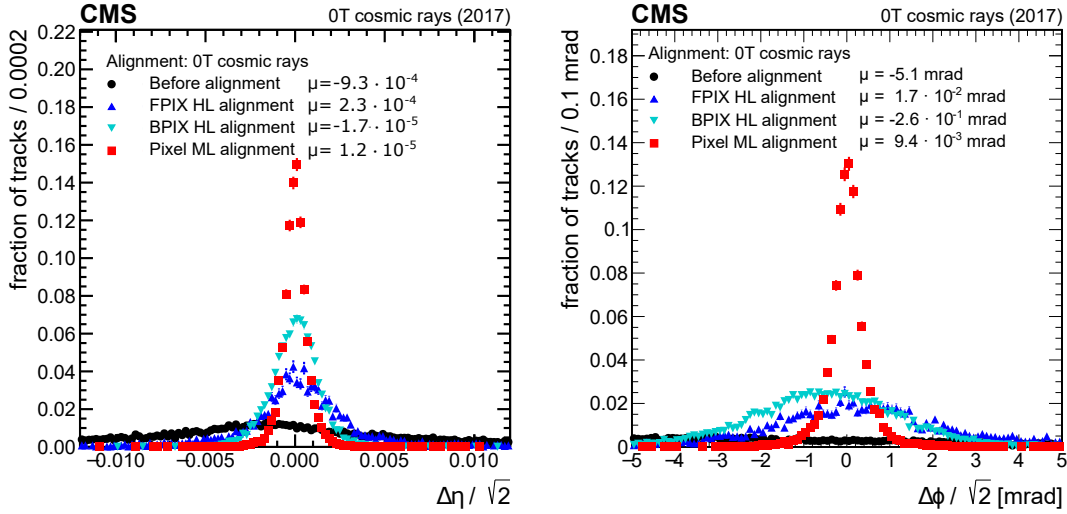 CMS 0T cosmic rays (2017)
fraction of tracks / 0.0002
0.22
0.20
0.18
0.16
0.14
0.12
0.10
0.08
0.06
0.04
0.02
0.00
Alignment: 0T cosmic rays
Before alignment μ=-9.3 · 10⁻⁴
FPIX HL alignment μ= 2.3 · 10⁻⁴
BPIX HL alignment μ=-1.7 · 10⁻⁵
Pixel ML alignment μ= 1.2 · 10⁻⁵
−0.010 −0.005 0.000 0.005 0.010
Δη / √2
CMS 0T cosmic rays (2017)
fraction of tracks / 0.1 mrad
0.18
0.16
0.14
0.12
0.1
0.08
0.06
0.04
0.02
0
Alignment: 0T cosmic rays
Before alignment μ = -5.1 mrad
FPIX HL alignment μ = 1.7 · 10⁻² mrad
BPIX HL alignment μ = -2.6 · 10⁻¹ mrad
Pixel ML alignment μ = 9.4 · 10⁻³ mrad
−5 −4 −3 −2 −1 0 1 2 3 4 5
Δϕ / √2 [mrad]